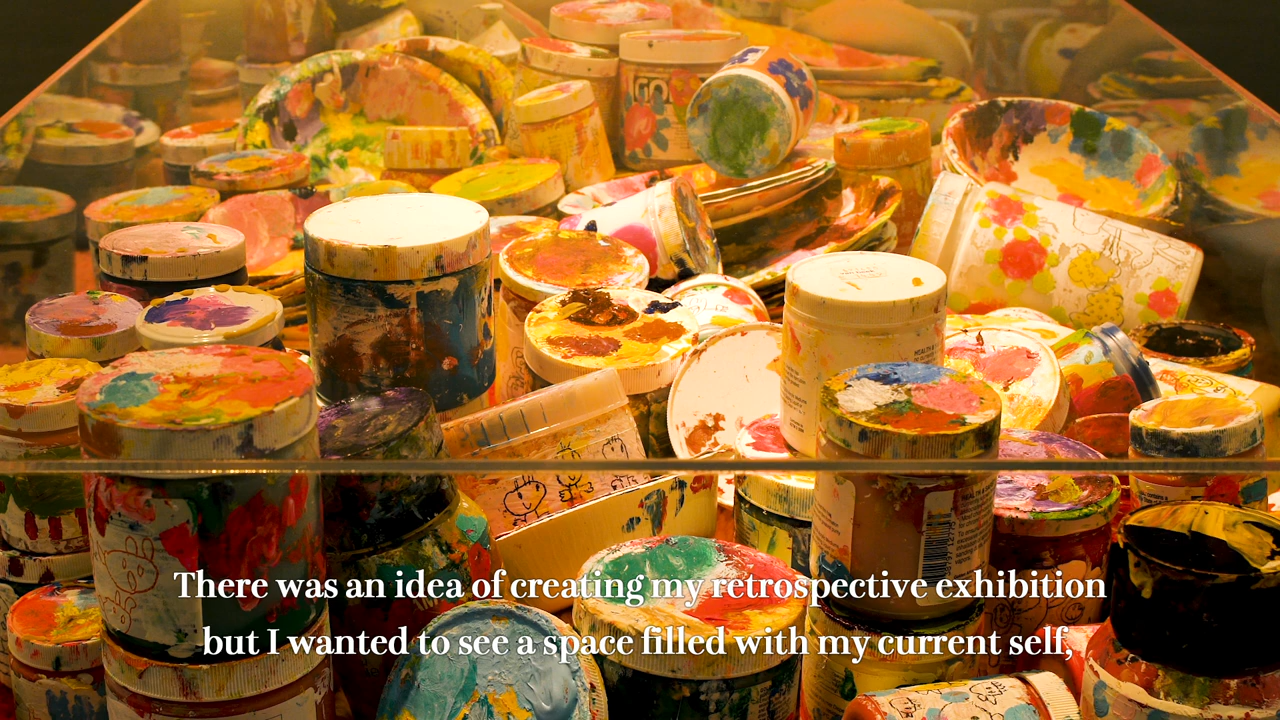 There was an idea of creating my retrospective exhibition
but I wanted to see a space filled with my current self,